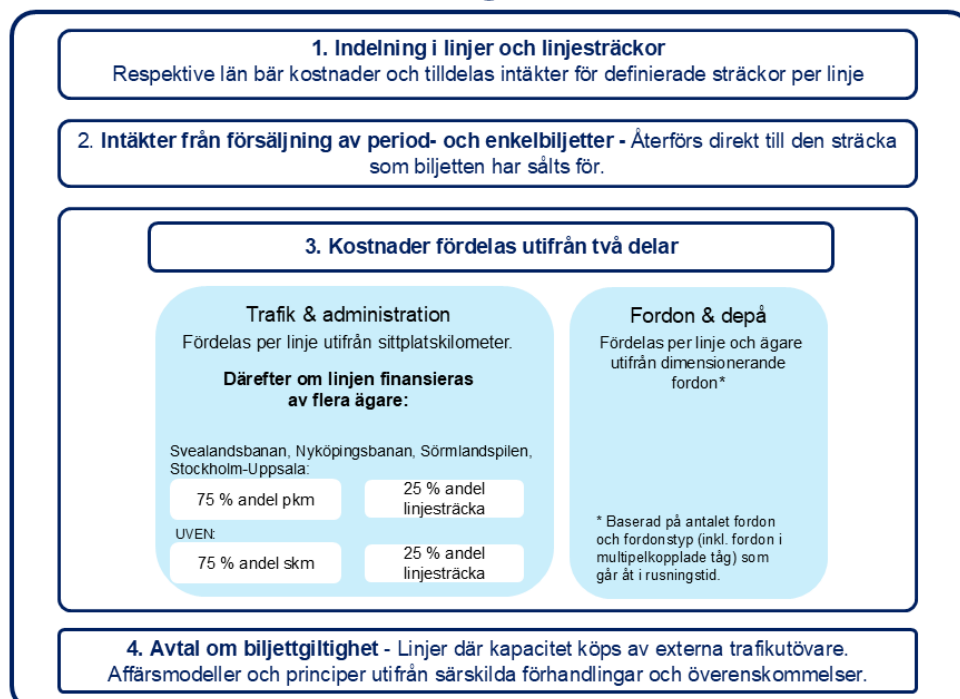 1. Indelning i linjer och linjesträckor
Respektive län bär kostnader och tilldelas intäkter för definierade sträckor per linje
2. Intäkter från försäljning av period- och enkelbiljetter - Återförs direkt till den sträcka
som biljetten har sålts för.
3. Kostnader fördelas utifrån två delar
Trafik & administration
Fördelas per linje utifrån sittplatskilometer.
Därefter om linjen finansieras
av flera ägare:
Svealandsbanan, Nyköpingsbanan, Sörmlandspilen,
Stockholm-Uppsala:
75 % andel pkm
25 % andel
linjesträcka
UVEN:
75 % andel skm
25 % andel
linjesträcka
Fordon & depå
Fördelas per linje och ägare
utifrån dimensionerande
fordon*
* Baserad på antalet fordon
och fordonstyp (inkl. fordon i
multipelkopplade tåg) som
går åt i rusningstid.
4. Avtal om biljettgiltighet - Linjer där kapacitet köps av externa trafikutövare.
Affärsmodeller och principer utifrån särskilda förhandlingar och överenskommelser.